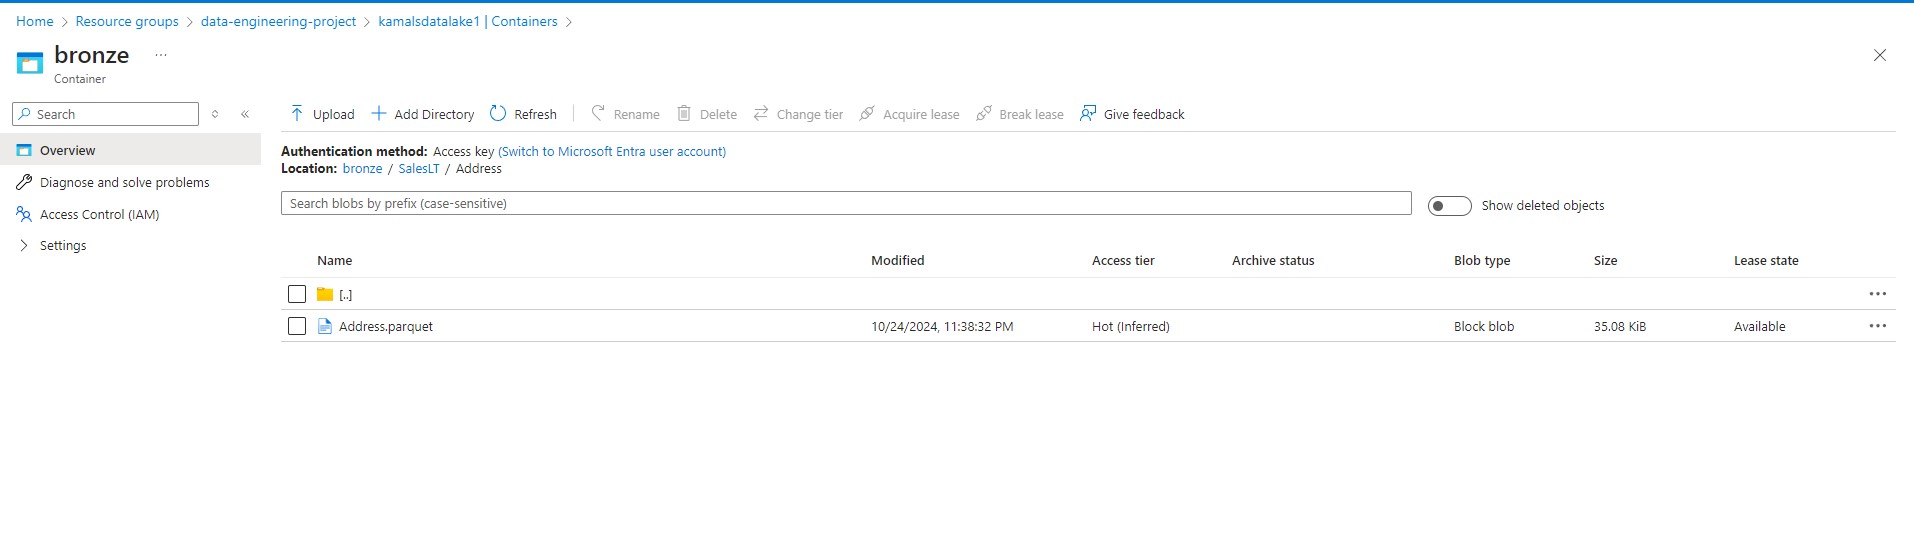 Home > Resource groups > data-engineering-project > kamalsdatalake1 | Containers >
bronze ...
Container
Search
Overview
Diagnose and solve problems
Access Control (IAM)
Settings
Upload Add Directory Refresh Rename Delete Change tier Acquire lease Break lease Give feedback
Authentication method: Access key (Switch to Microsoft Entra user account)
Location: bronze / SalesLT / Address
Search blobs by prefix (case-sensitive)
Show deleted objects
Name Modified Access tier Archive status Blob type Size Lease state
[..]
Address.parquet 10/24/2024, 11:38:32 PM Hot (Inferred) Block blob 35.08 KiB Available